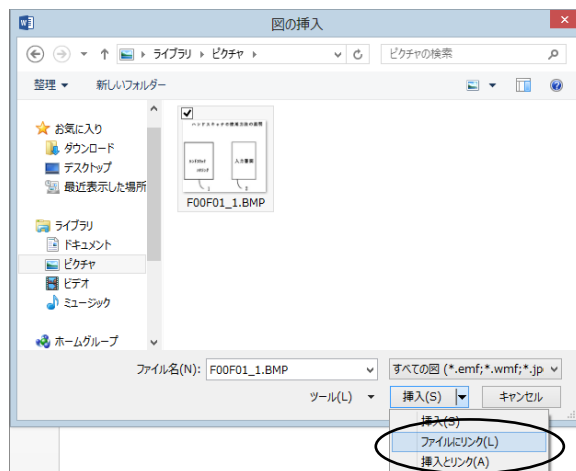 図の挿入
ライブラリ ピクチャ
ピクチャの検索
整理
新しいフォルダー
お気に入り
ダウンロード
デスクトップ
最近表示した場所
ライブラリ
ドキュメント
ピクチャ
ビデオ
ミュージック
ホームグループ
F00F01_1.BMP
ファイル名(N): F00F01_1.BMP
すべての図 (*.emf;*.wmf;*.jp
ツール(L)
挿入(S)
キャンセル
挿入(S)
ファイルにリンク(L)
挿入とリンク(A)